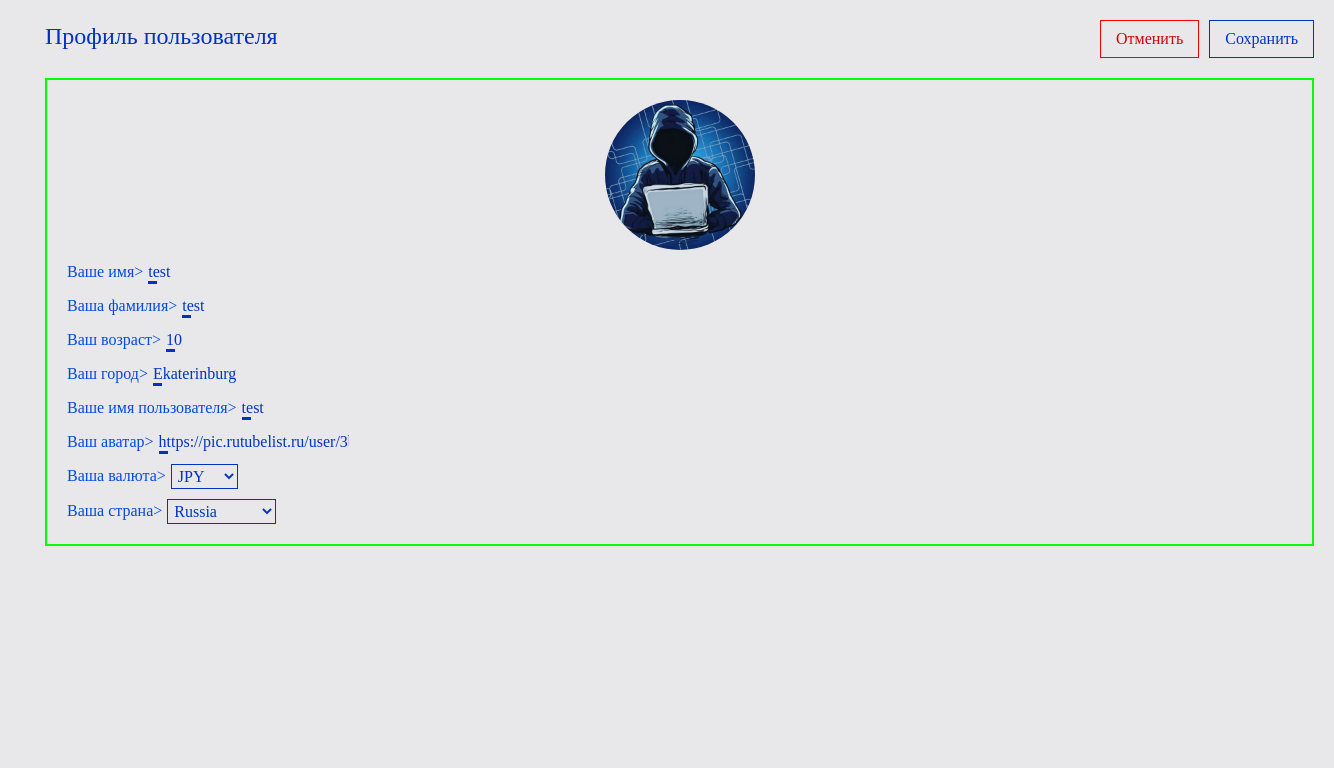 Профиль пользователя
Отменить
Сохранить
Ваше имя> test
Ваша фамилия> test
Ваш возраст> 10
Ваш город> Ekaterinburg
Ваше имя пользователя> test
Ваш аватар> https://pic.rutubelist.ru/user/3
Ваша валюта> JPY
Ваша страна> Russia